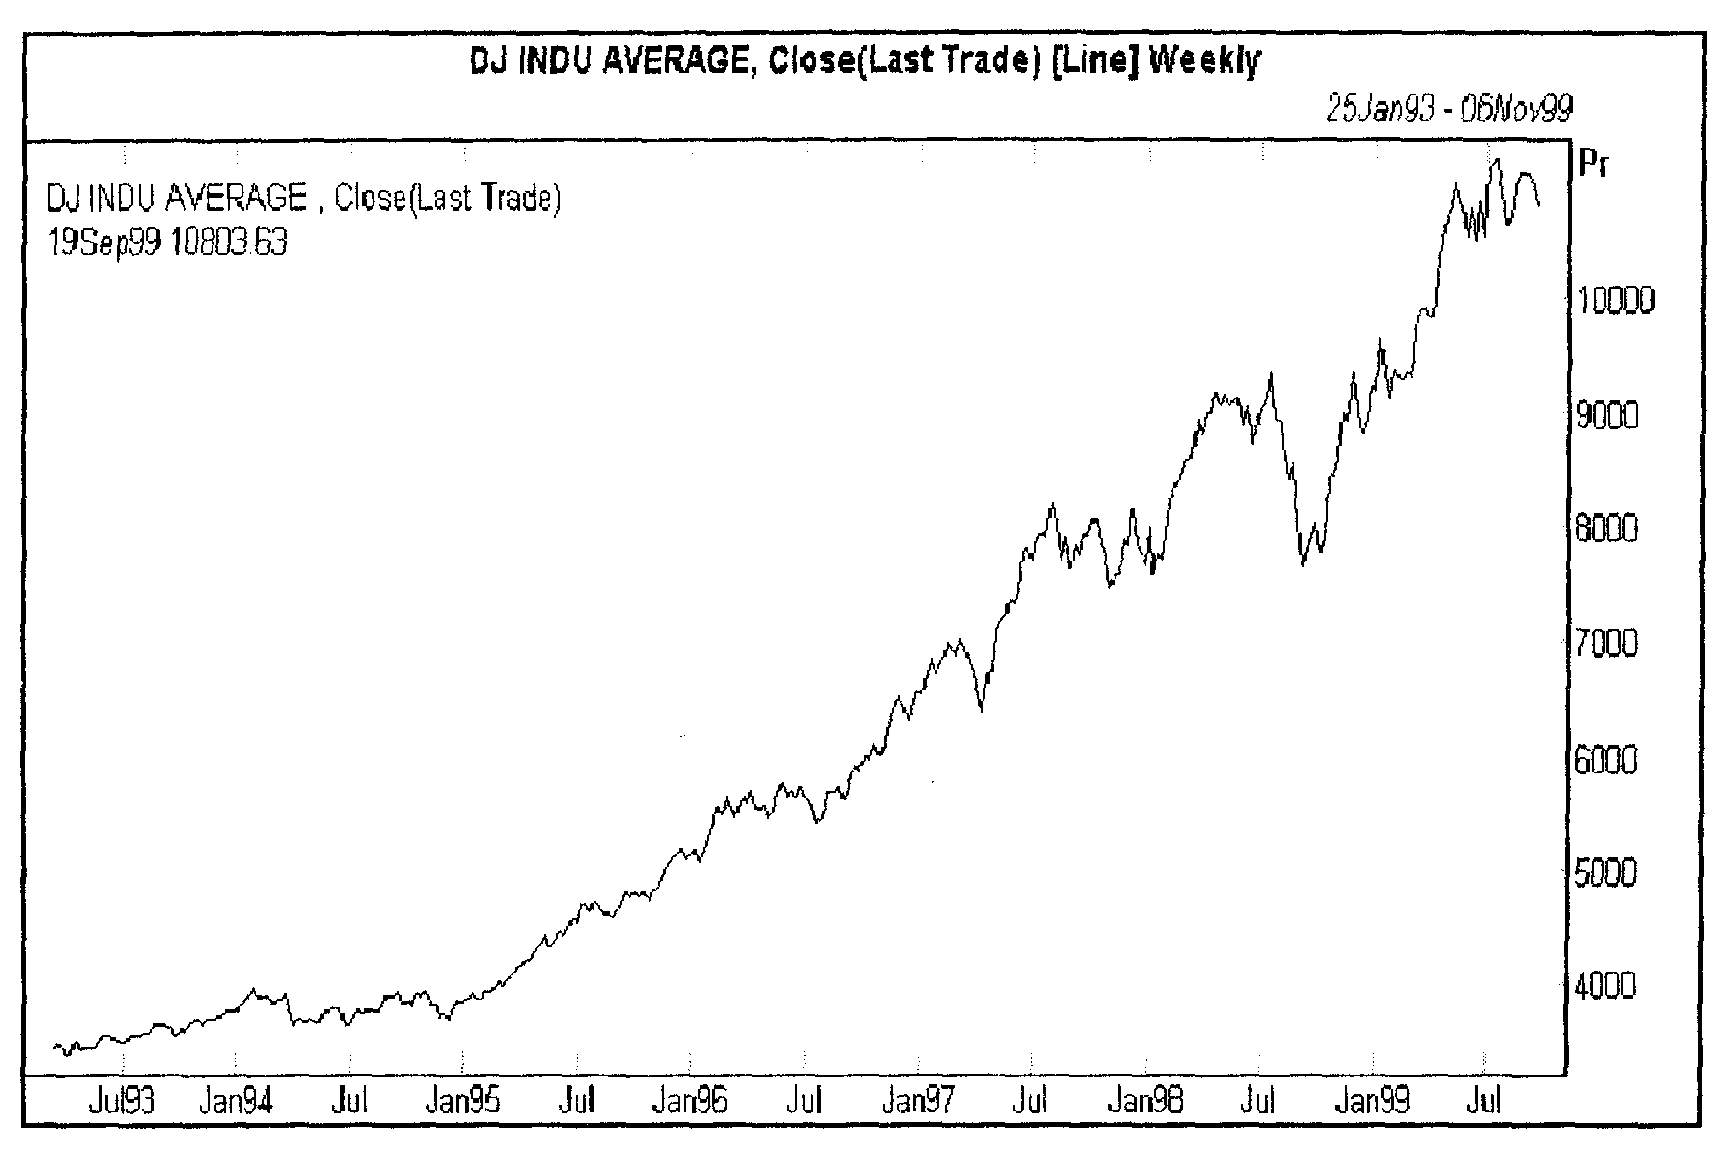 DJ INDU AVERAGE, Close(Last Trade) [Line] Weekly
25Jan93 - 06Nov99
Pr
DJ INDU AVERAGE , Close(Last Trade)
19Sep99 10803.63
10000
9000
8000
7000
6000
5000
4000
Jul93 Jan94 Jul Jan95 Jul Jan96 Jul Jan97 Jul Jan98 Jul Jan99 Jul